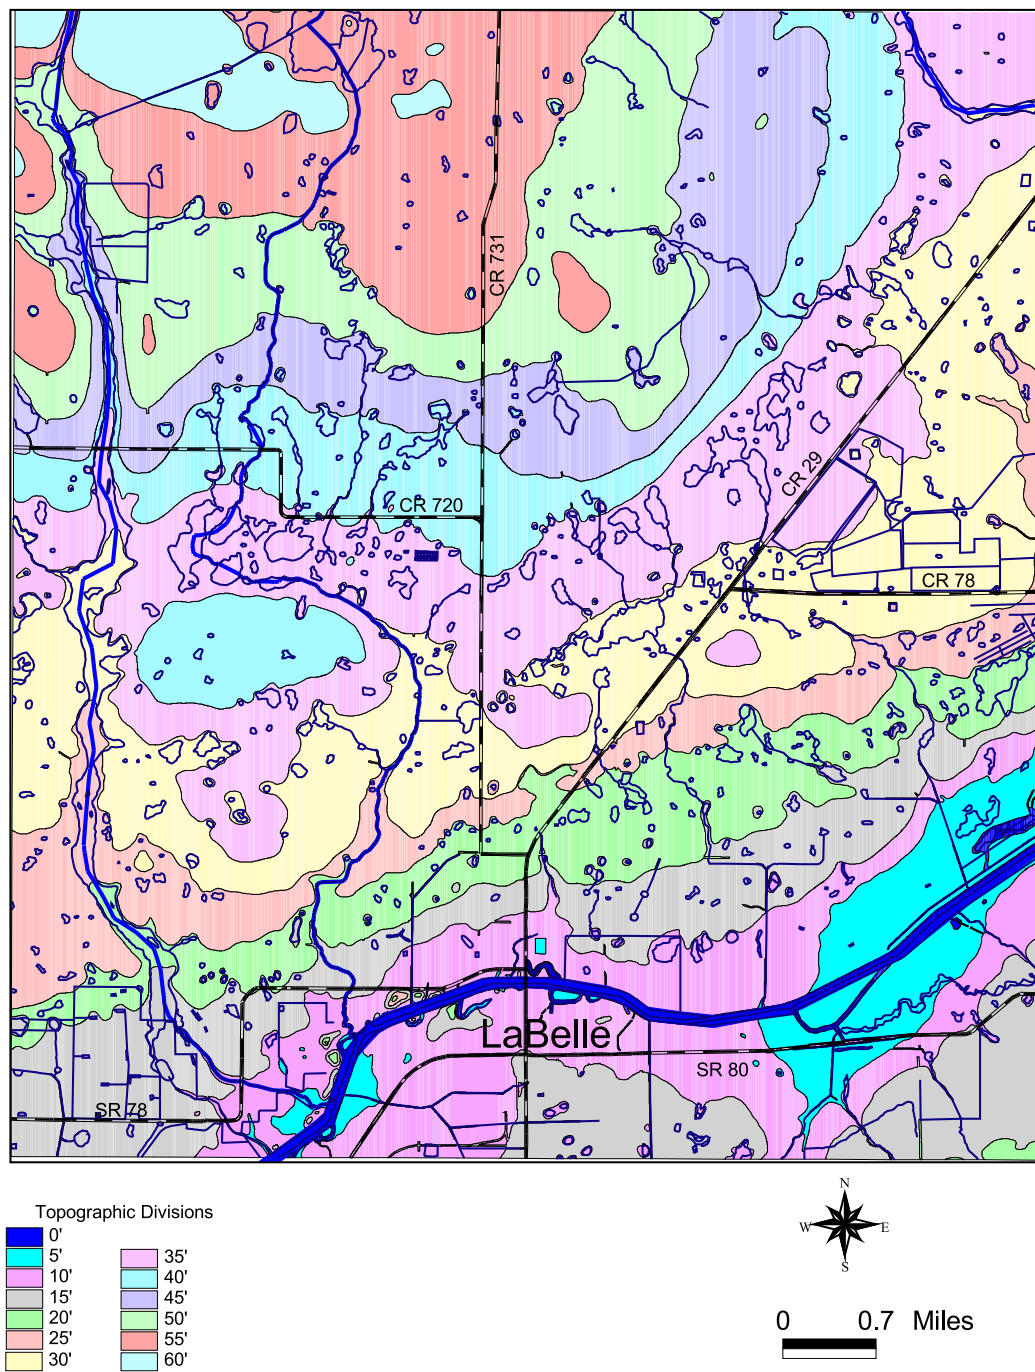 CR 731
CR 29
CR 720
CR 78
LaBelle
SR 80
SR 78
Topographic Divisions
0'
5'
10'
15'
20'
25'
30'
35'
40'
45'
50'
55'
60'
N
W
E
S
0 0.7 Miles